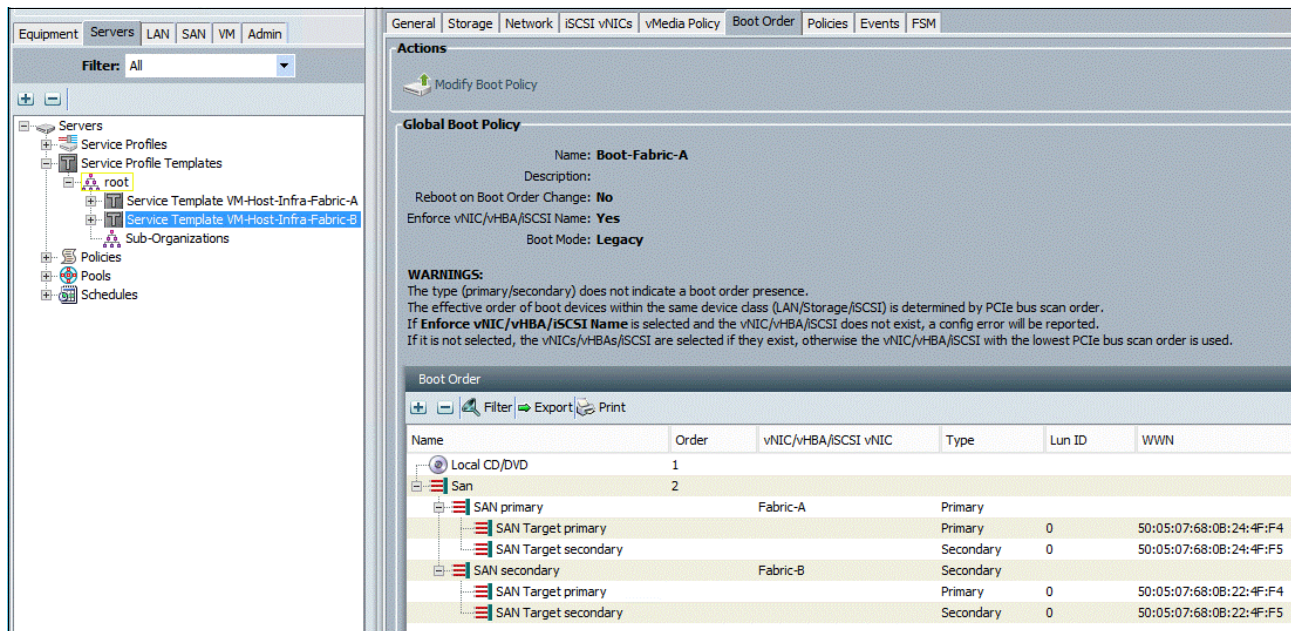 Equipment Servers LAN SAN VM Admin
Filter: All
Servers
Service Profiles
Service Profile Templates
root
Service Template VM-Host-Infra-Fabric-A
Service Template VM-Host-Infra-Fabric-B
Sub-Organizations
Policies
Pools
Schedules
General Storage Network iSCSI vNICs vMedia Policy Boot Order Policies Events FSM
Actions
Modify Boot Policy
Global Boot Policy
Name: Boot-Fabric-A
Description:
Reboot on Boot Order Change: No
Enforce vNIC/vHBA/iSCSI Name: Yes
Boot Mode: Legacy
WARNINGS:
The type (primary/secondary) does not indicate a boot order presence.
The effective order of boot devices within the same device class (LAN/Storage/iSCSI) is determined by PCIe bus scan order.
If Enforce vNIC/vHBA/iSCSI Name is selected and the vNIC/vHBA/iSCSI does not exist, a config error will be reported.
If it is not selected, the vNICs/vHBAs/iSCSI are selected if they exist, otherwise the vNIC/vHBA/iSCSI with the lowest PCIe bus scan order is used.
Boot Order
Filter Export Print
Name Order vNIC/vHBA/iSCSI vNIC Type Lun ID WWN
Local CD/DVD 1
San 2
SAN primary Fabric-A Primary
SAN Target primary Primary 0 50:05:07:68:0B:24:4F:F4
SAN Target secondary Secondary 0 50:05:07:68:0B:24:4F:F5
SAN secondary Fabric-B Secondary
SAN Target primary Primary 0 50:05:07:68:0B:22:4F:F4
SAN Target secondary Secondary 0 50:05:07:68:0B:22:4F:F5